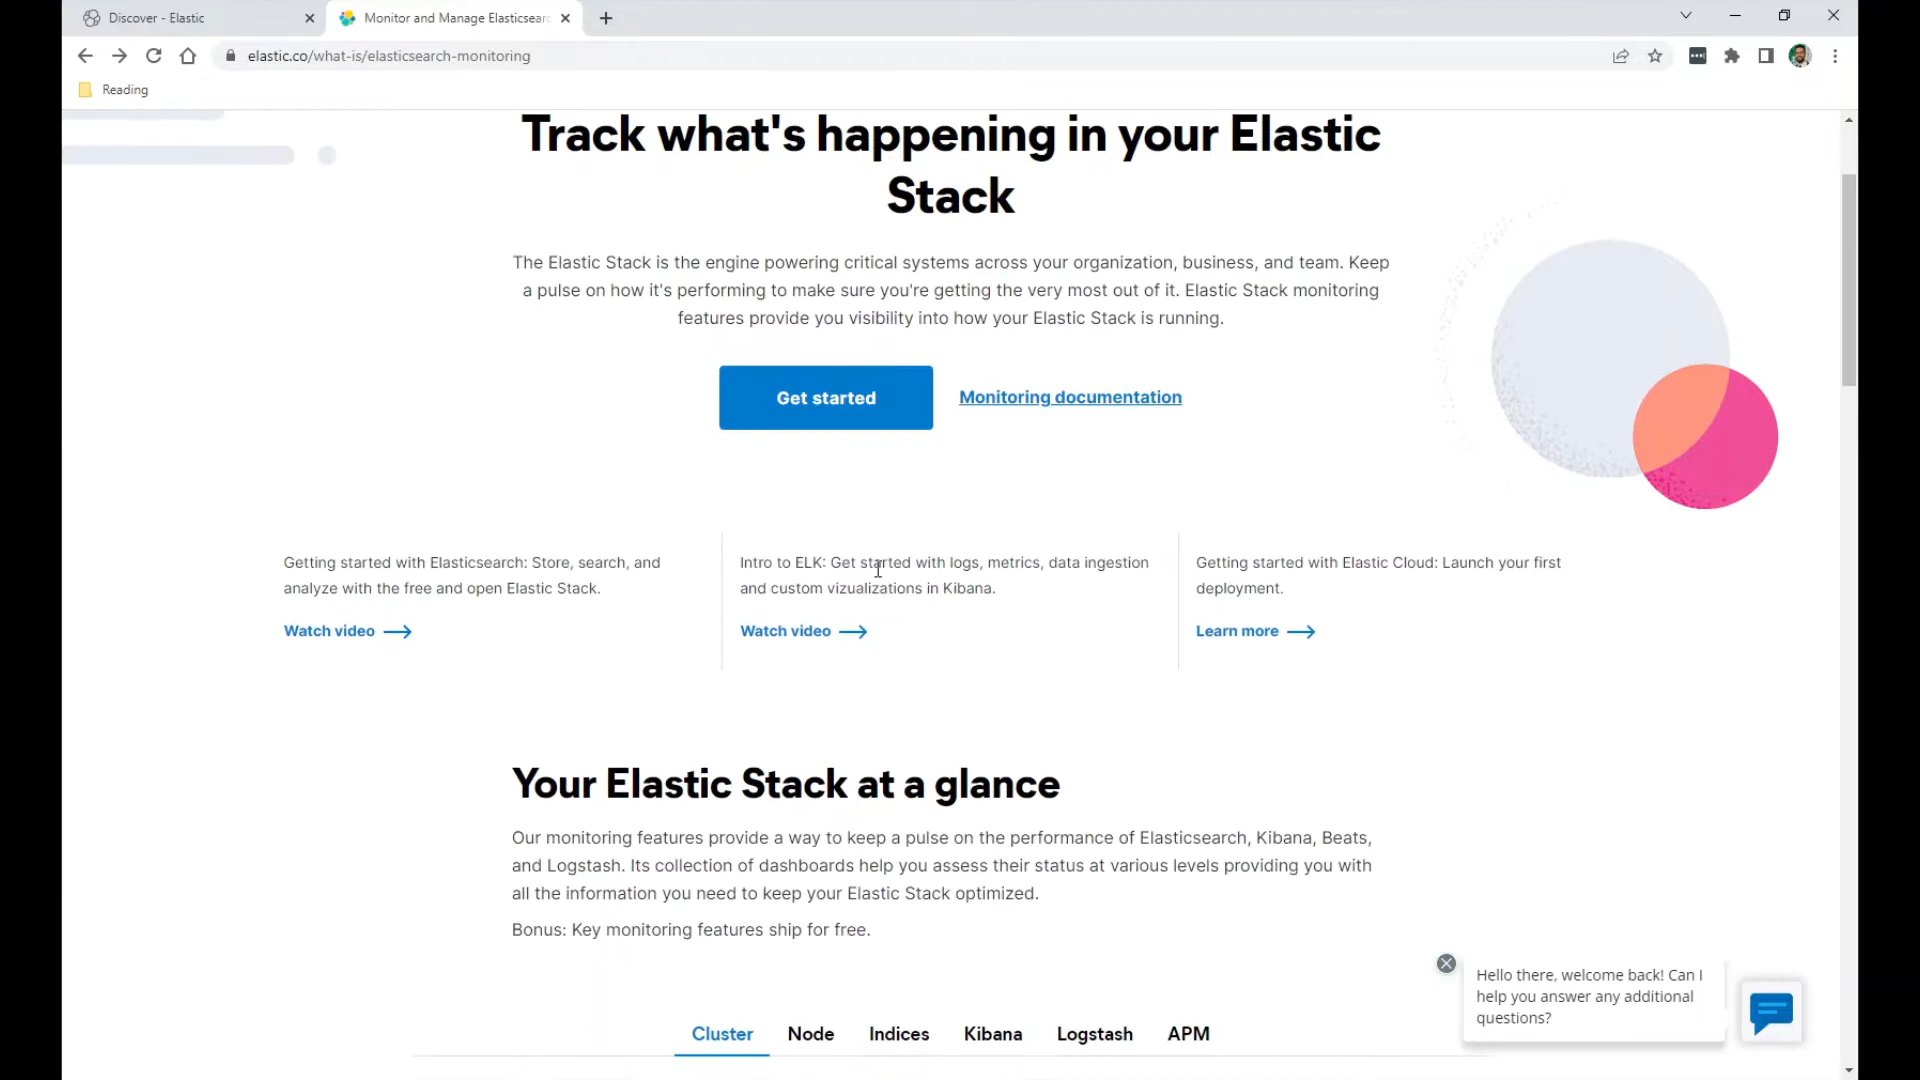 Discover - Elastic
Monitor and Manage Elasticsearc
elastic.co/what-is/elasticsearch-monitoring
Reading
Track what's happening in your Elastic
Stack
The Elastic Stack is the engine powering critical systems across your organization, business, and team. Keep
a pulse on how it's performing to make sure you're getting the very most out of it. Elastic Stack monitoring
features provide you visibility into how your Elastic Stack is running.
Get started
Monitoring documentation
Getting started with Elasticsearch: Store, search, and
analyze with the free and open Elastic Stack.
Watch video
Intro to ELK: Get started with logs, metrics, data ingestion
and custom vizualizations in Kibana.
Watch video
Getting started with Elastic Cloud: Launch your first
deployment.
Learn more
Your Elastic Stack at a glance
Our monitoring features provide a way to keep a pulse on the performance of Elasticsearch, Kibana, Beats,
and Logstash. Its collection of dashboards help you assess their status at various levels providing you with
all the information you need to keep your Elastic Stack optimized.
Bonus: Key monitoring features ship for free.
Cluster
Node
Indices
Kibana
Logstash
APM
Hello there, welcome back! Can I
help you answer any additional
questions?